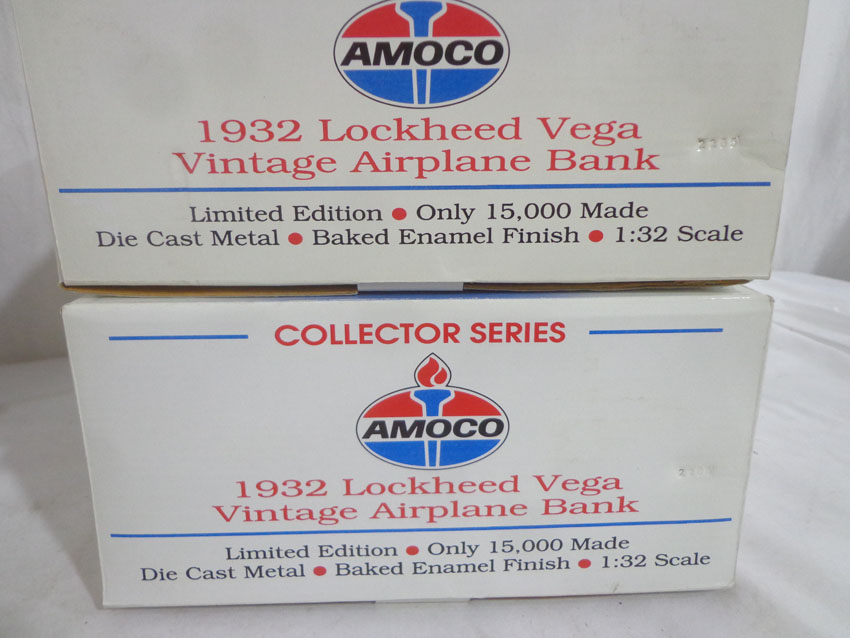 AMOCO
1932 Lockheed Vega
Vintage Airplane Bank
Limited Edition • Only 15,000 Made
Die Cast Metal • Baked Enamel Finish • 1:32 Scale
COLLECTOR SERIES
AMOCO
1932 Lockheed Vega
Vintage Airplane Bank
Limited Edition • Only 15,000 Made
Die Cast Metal • Baked Enamel Finish • 1:32 Scale